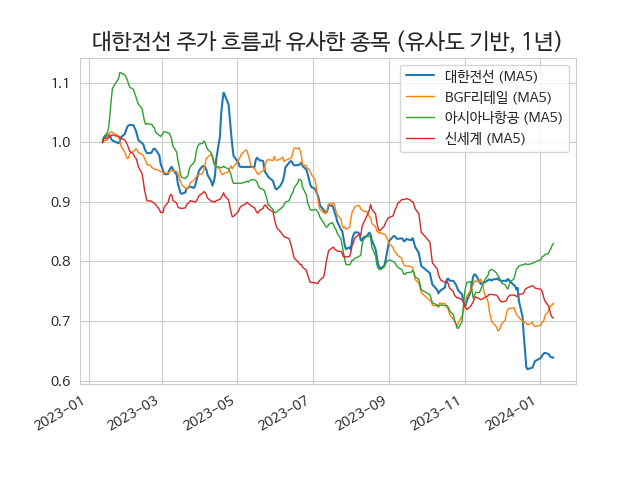 대한전선 주가 흐름과 유사한 종목 (유사도 기반, 1년)
대한전선 (MA5)
BGF리테일 (MA5)
아시아나항공 (MA5)
신세계 (MA5)
1.1
1.0
0.9
0.8
0.7
0.6
2023-01
2023-03
2023-05
2023-07
2023-09
2023-11
2024-01